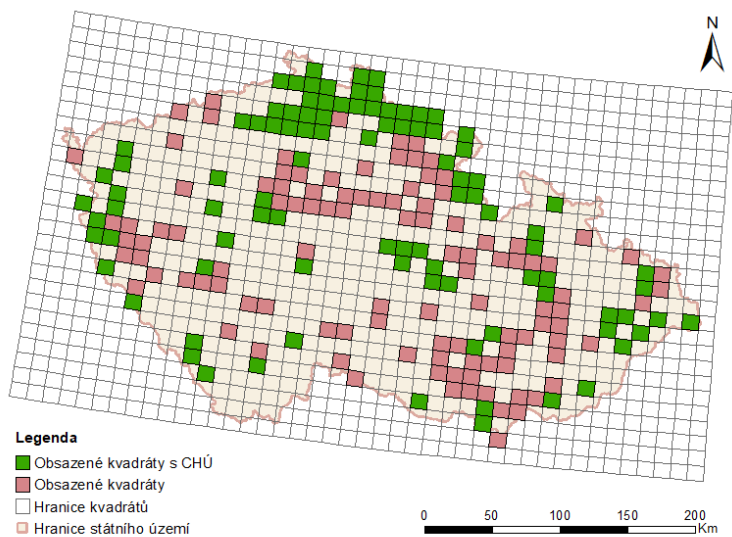 N
Legenda
Obsazené kvadráty s CHÚ
Obsazené kvadráty
Hranice kvadrátů
Hranice státního území
0 50 100 150 200
Km